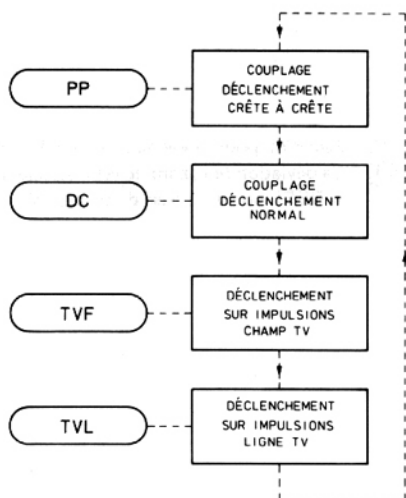 PP
COUPLAGE
DÉCLENCHEMENT
CRÊTE À CRÊTE
DC
COUPLAGE
DÉCLENCHEMENT
NORMAL
TVF
DÉCLENCHEMENT
SUR IMPULSIONS
CHAMP TV
TVL
DÉCLENCHEMENT
SUR IMPULSIONS
LIGNE TV